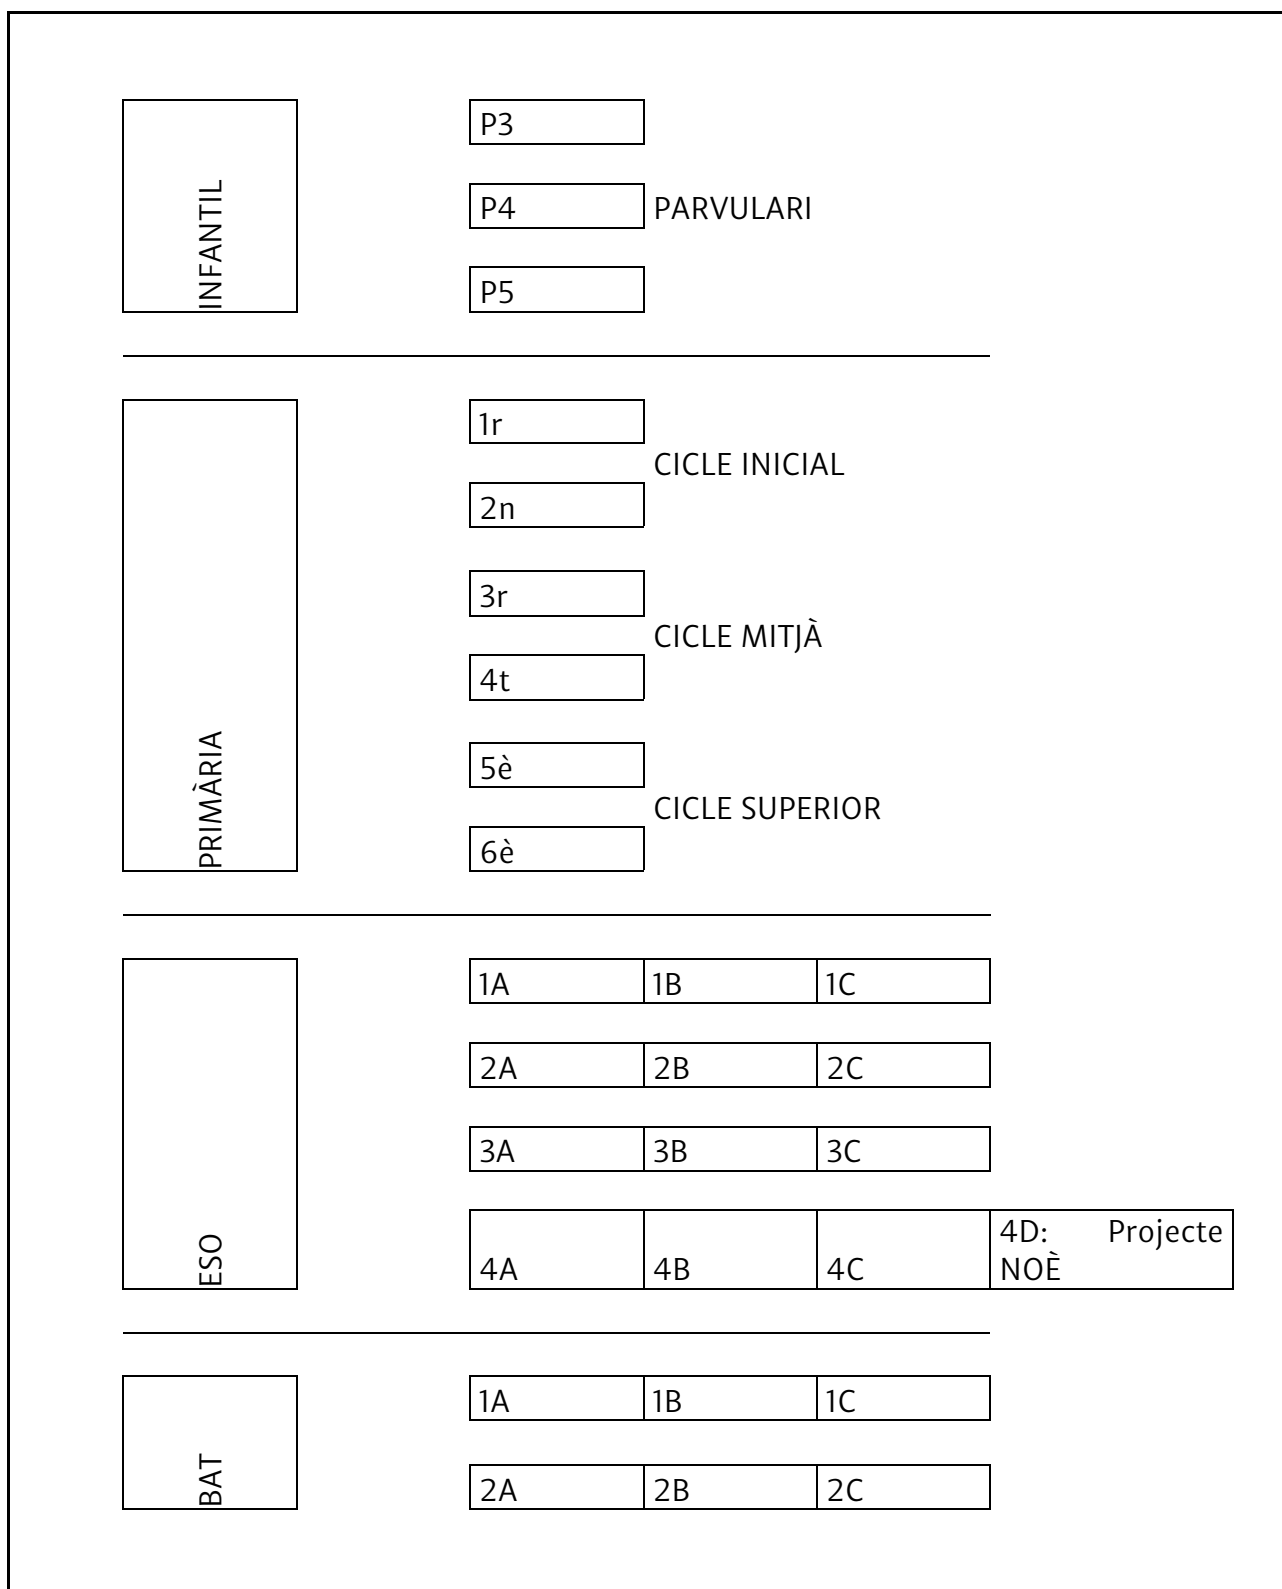 INFANTIL
P3
P4 PARVULARI
P5
PRIMÀRIA
1r
CICLE INICIAL
2n
3r
CICLE MITJÀ
4t
5è
CICLE SUPERIOR
6è
ESO
1A 1B 1C
2A 2B 2C
3A 3B 3C
4A 4B 4C 4D: Projecte
NOÈ
BAT
1A 1B 1C
2A 2B 2C